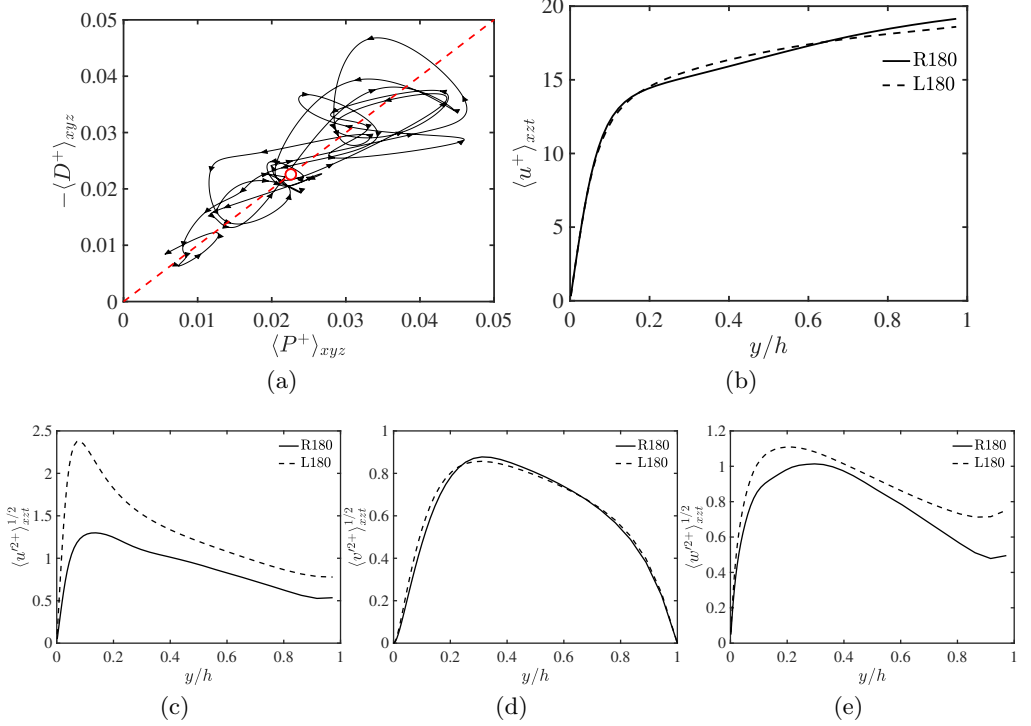 0.05
0.04
0.03
0.02
0.01
0
−⟨D⁺⟩xyz
0 0.01 0.02 0.03 0.04 0.05
⟨P⁺⟩xyz
(a)
20
15
10
5
0
⟨u⁺⟩xzt
R180
L180
0 0.2 0.4 0.6 0.8 1
y/h
(b)
2.5
2
1.5
1
0.5
0
⟨u′²⁺⟩xzt^1/2
R180
L180
0 0.2 0.4 0.6 0.8 1
y/h
(c)
1
0.8
0.6
0.4
0.2
0
⟨v′²⁺⟩xzt^1/2
R180
L180
0 0.2 0.4 0.6 0.8 1
y/h
(d)
1.2
1
0.8
0.6
0.4
0.2
0
⟨w′²⁺⟩xzt^1/2
R180
L180
0 0.2 0.4 0.6 0.8 1
y/h
(e)